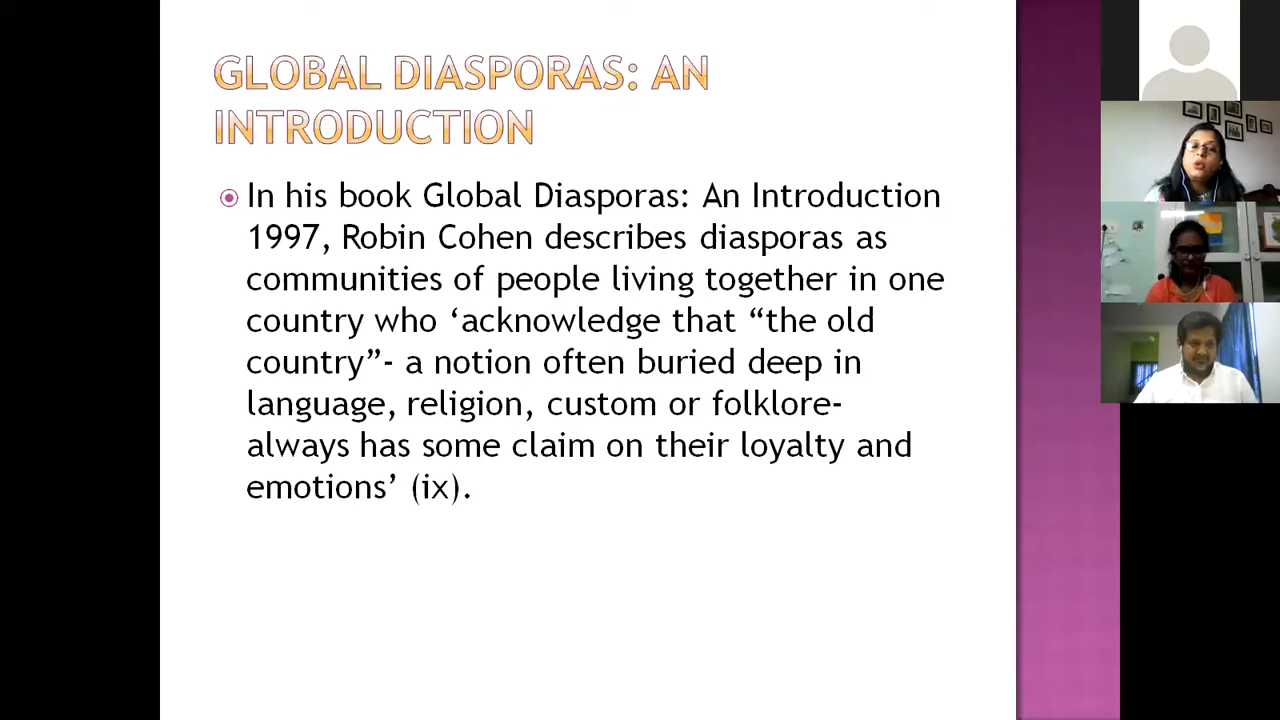 GLOBAL DIASPORAS: AN
INTRODUCTION
In his book Global Diasporas: An Introduction
1997, Robin Cohen describes diasporas as
communities of people living together in one
country who ‘acknowledge that “the old
country”- a notion often buried deep in
language, religion, custom or folklore-
always has some claim on their loyalty and
emotions’ (ix).